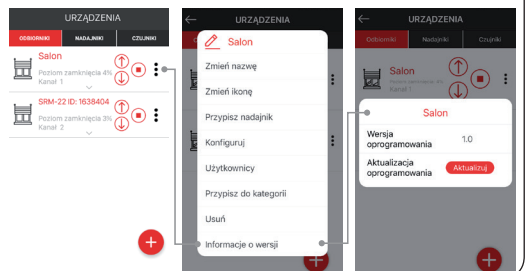 URZĄDZENIA
ODBIORNIKI NADAJNIKI CZUJNIKI
Salon
Poziom zamknięcia 4%
Kanał 1
SRM-22 ID: 1638404
Poziom zamknięcia 3%
Kanał 2
+
URZĄDZENIA
Salon
Zmień nazwę
Zmień ikonę
Przypisz nadajnik
Konfiguruj
Użytkownicy
Przypisz do kategorii
Usuń
Informacje o wersji
+
URZĄDZENIA
Odbiorniki Nadajniki Czujniki
Salon
Poziom zamknięcia 4%
Kanał 1
Salon
Wersja
oprogramowania 1.0
Aktualizacja
oprogramowania Aktualizuj
+